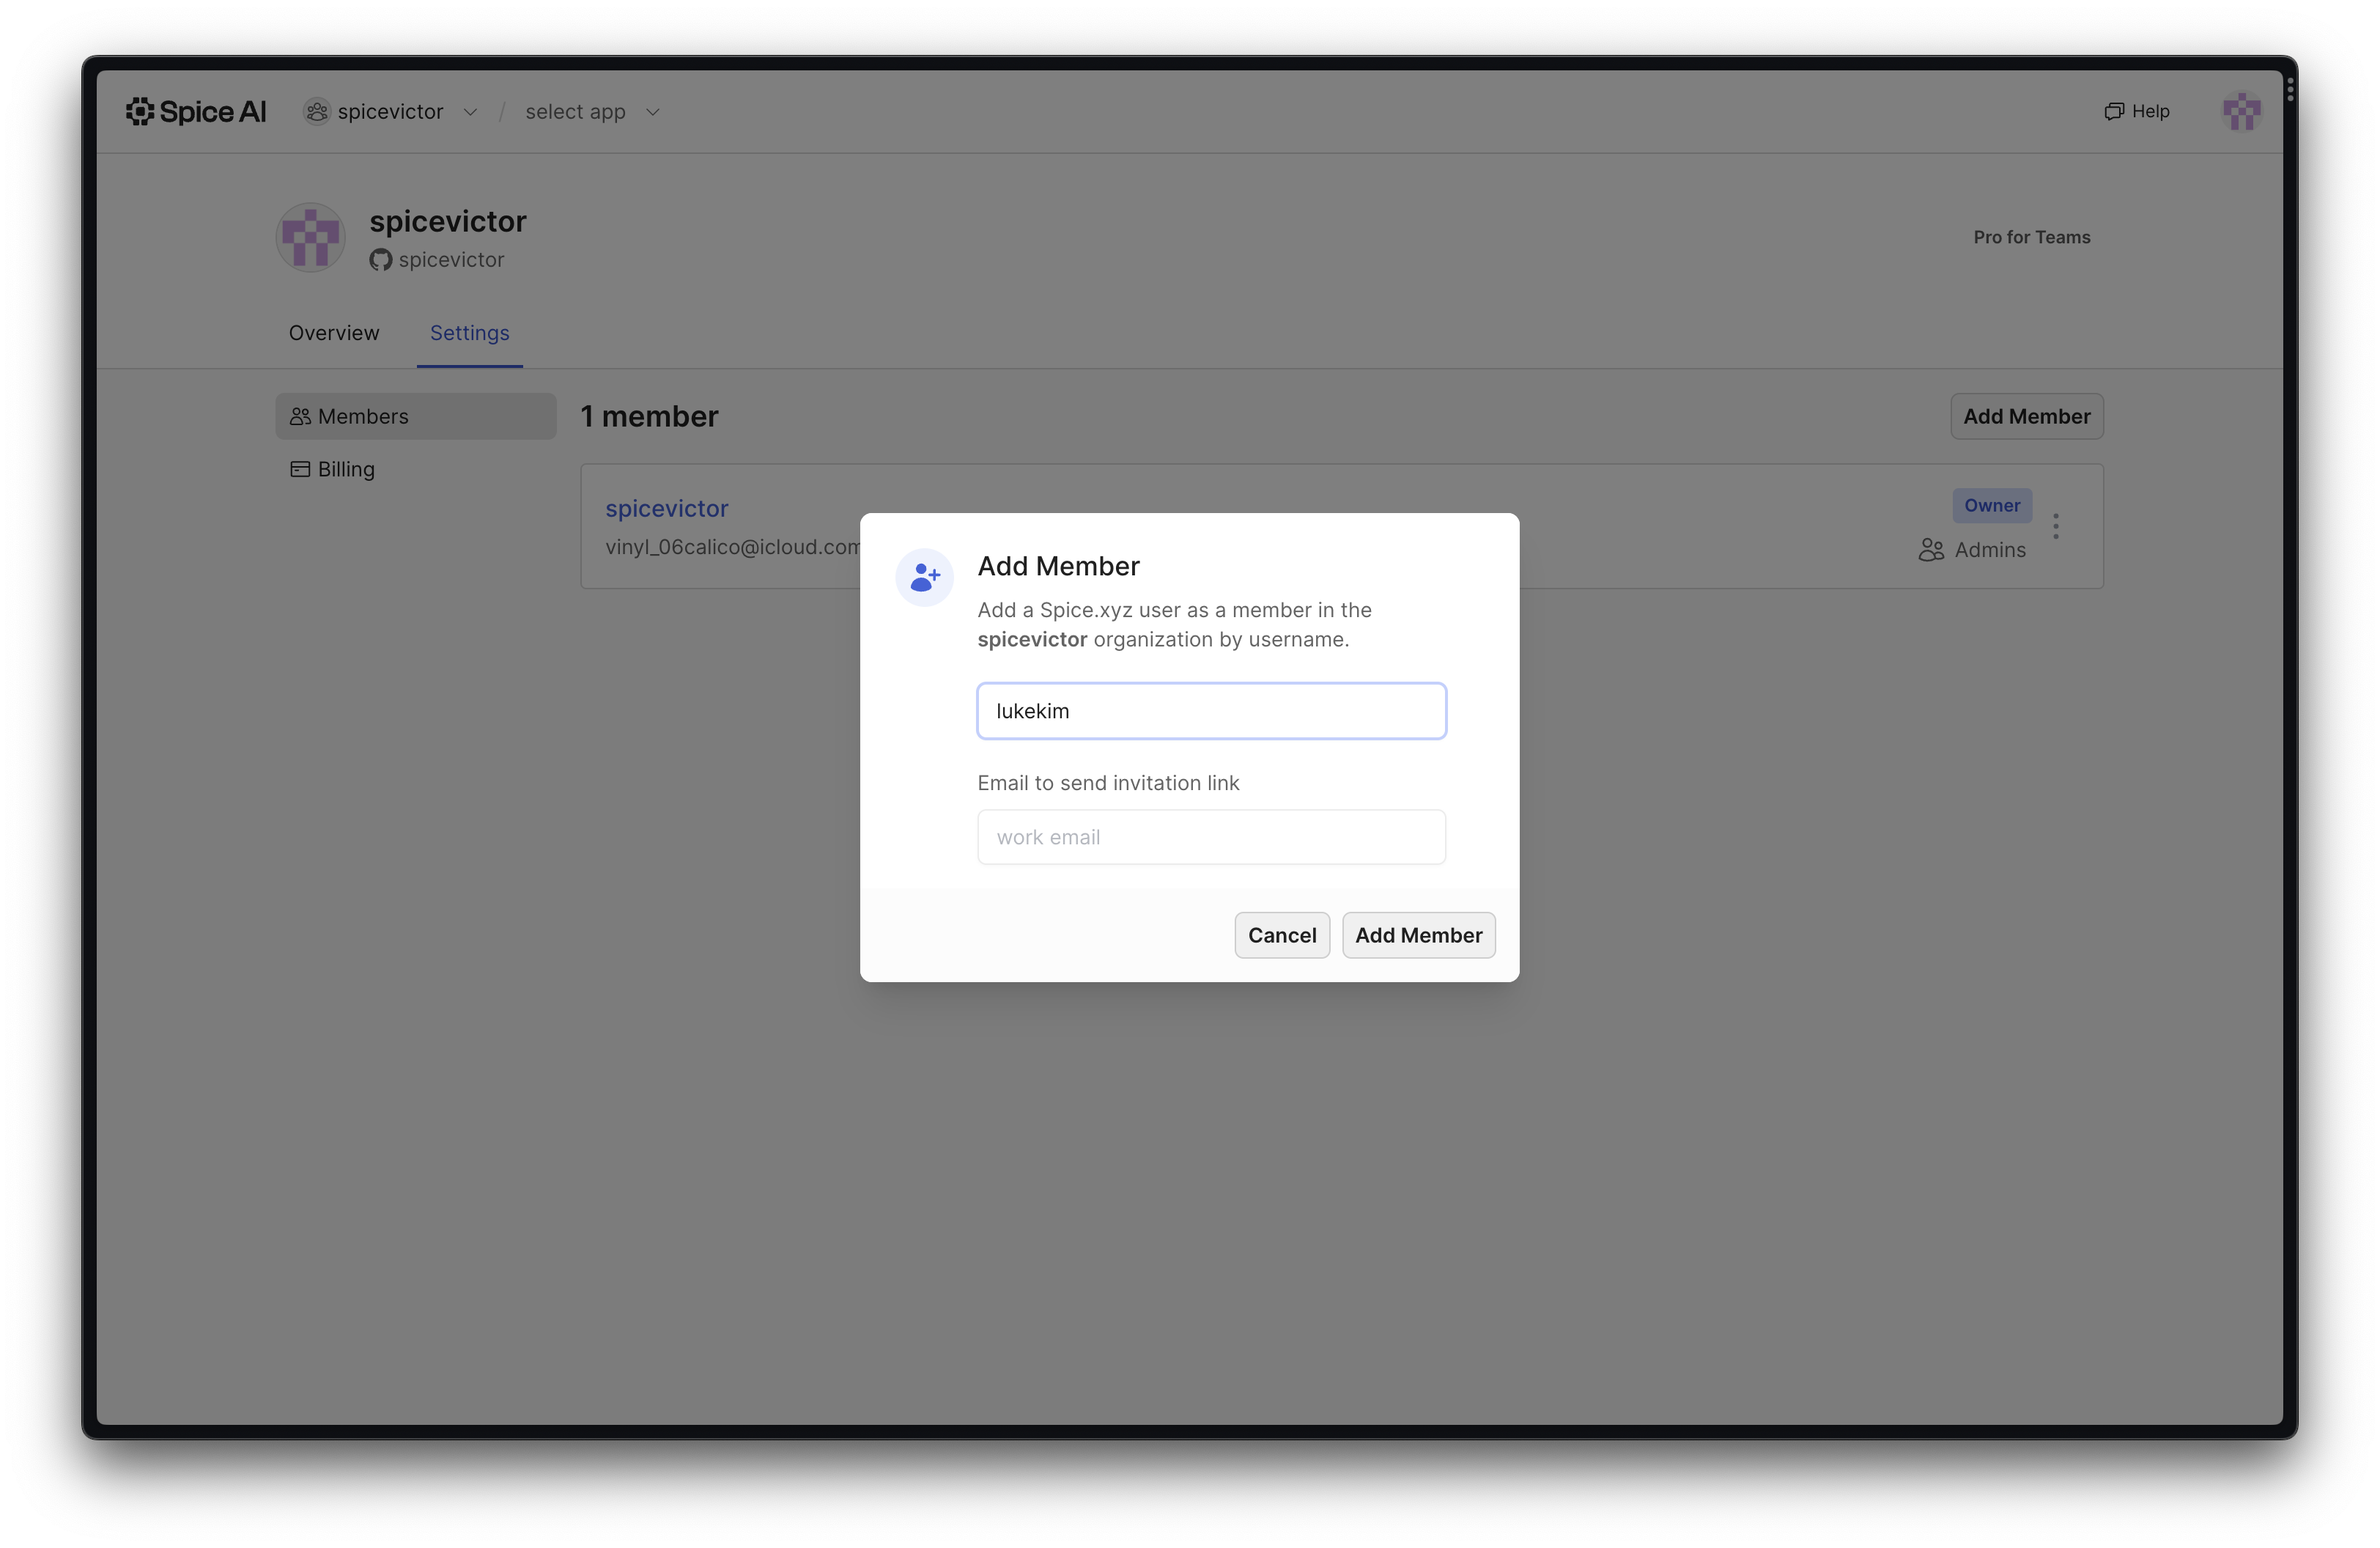 Spice AI spicevictor / select app Help
spicevictor
spicevictor
Pro for Teams
Overview Settings
Members
Billing
1 member
Add Member
spicevictor
vinyl_06calico@icloud.com
Owner
Admins
Add Member
Add a Spice.xyz user as a member in the
spicevictor organization by username.
lukekim
Email to send invitation link
work email
Cancel Add Member